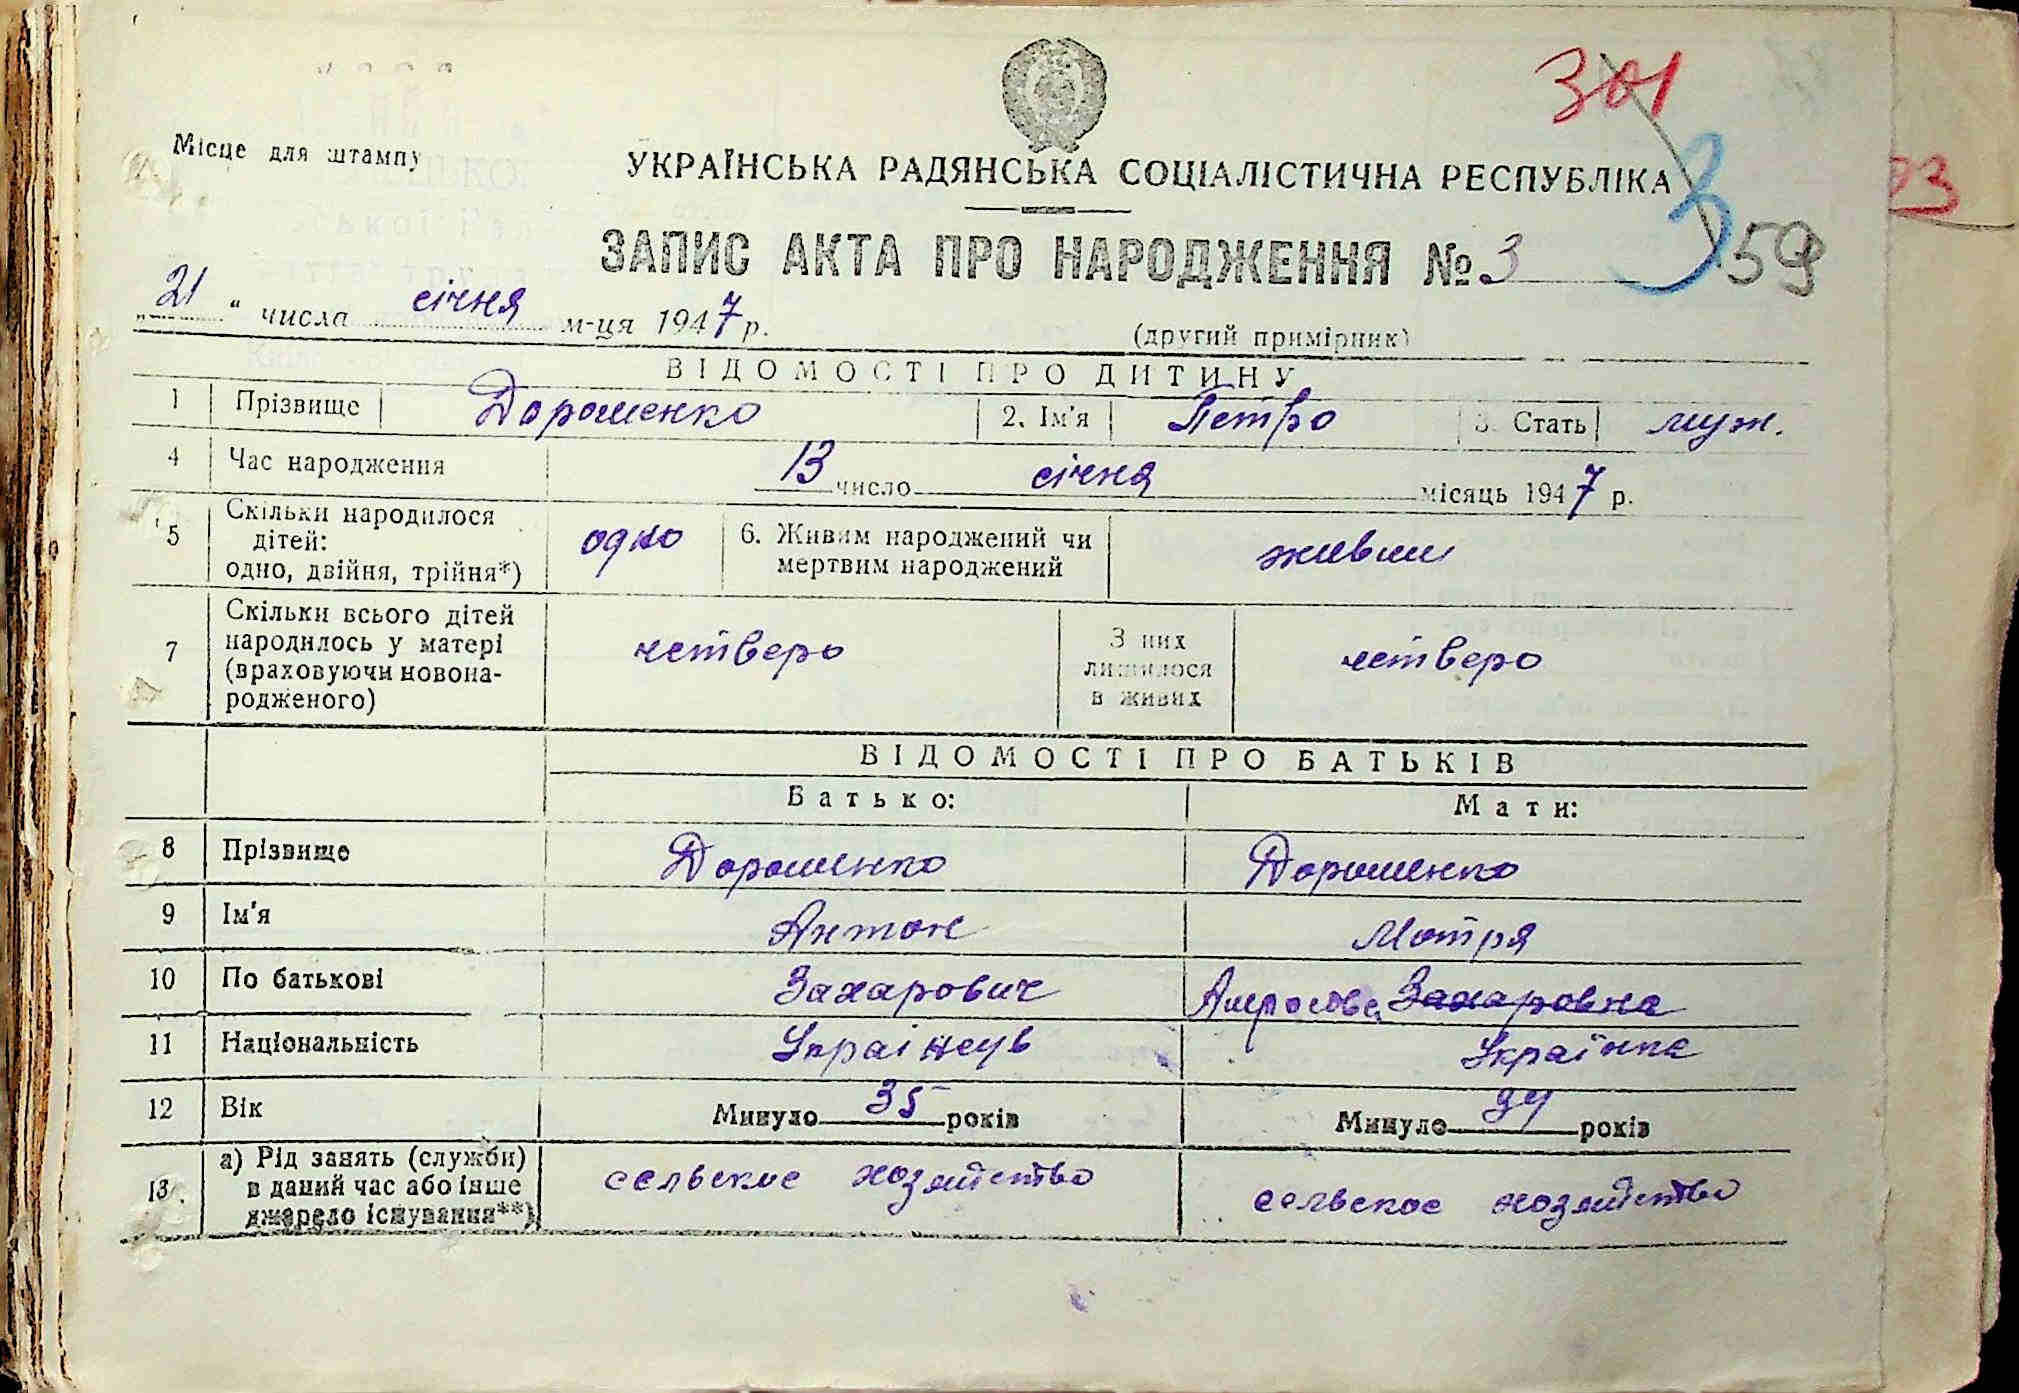 301
Місце для штампу
УКРАЇНСЬКА РАДЯНСЬКА СОЦІАЛІСТИЧНА РЕСПУБЛІКА
3
93
ЗАПИС АКТА ПРО НАРОДЖЕННЯ № 3
359
„21“ числа січня м-ця 1947 р.
(другий примірник)
ВІДОМОСТІ ПРО ДИТИНУ
1 Прізвище Дорошенко 2. Ім'я Петро 3. Стать муж.
4 Час народження 13 число січня місяць 1947 р.
5 Скільки народилося дітей: одно, двійня, трійня*) одно 6. Живим народжений чи мертвим народжений живим
7 Скільки всього дітей народилось у матері (враховуючи новонародженого) четверо З них лишилося в живих четверо
ВІДОМОСТІ ПРО БАТЬКІВ
Батько: Мати:
8 Прізвище Дорошенко Дорошенко
9 Ім'я Антон Мотря
10 По батькові Захарович Захаровна
11 Національність Українець Українка
12 Вік Минуло 35 років Минуло 34 років
13. а) Рід занять (служби) в даний час або інше джерело існування**) сельское хозяйство сельское хозяйство